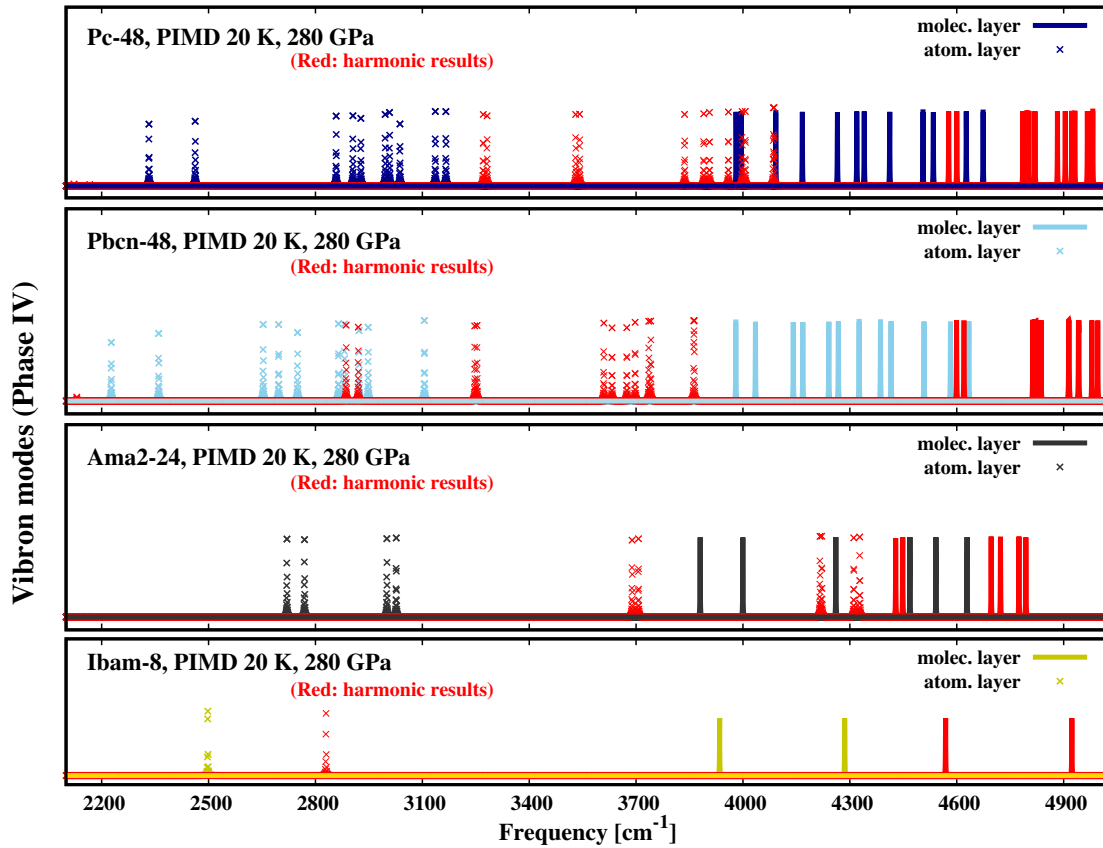 Pc-48, PIMD 20 K, 280 GPa
(Red: harmonic results)
molec. layer
atom. layer
Pbcn-48, PIMD 20 K, 280 GPa
(Red: harmonic results)
molec. layer
atom. layer
Ama2-24, PIMD 20 K, 280 GPa
(Red: harmonic results)
molec. layer
atom. layer
Ibam-8, PIMD 20 K, 280 GPa
(Red: harmonic results)
molec. layer
atom. layer
Vibron modes (Phase IV)
2200 2500 2800 3100 3400 3700 4000 4300 4600 4900
Frequency [cm⁻¹]